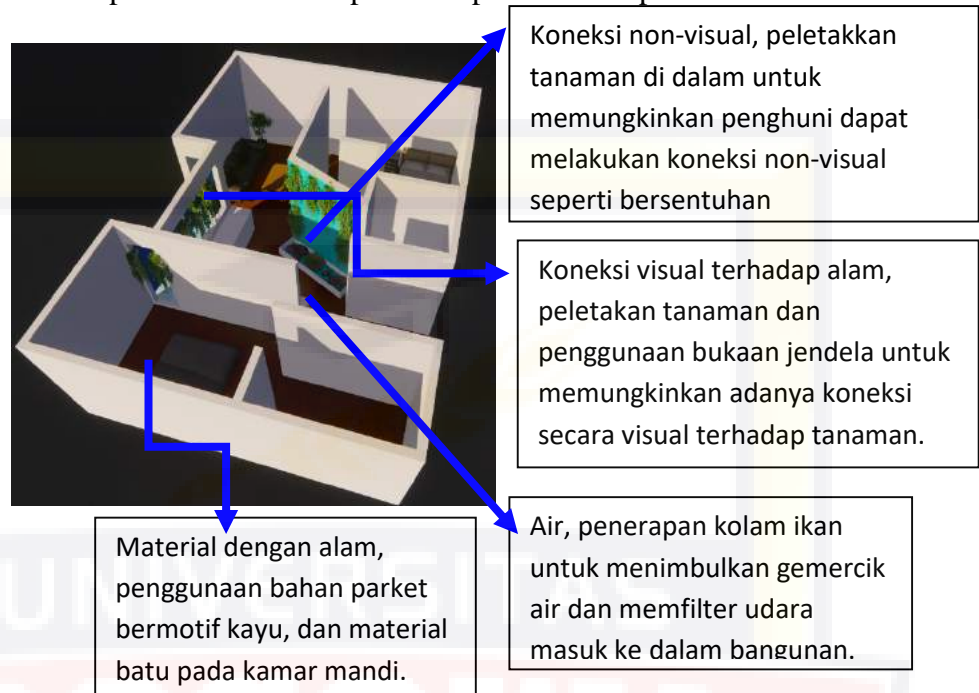 Koneksi non-visual, peletakkan
tanaman di dalam untuk
memungkinkan penghuni dapat
melakukan koneksi non-visual
seperti bersentuhan
Koneksi visual terhadap alam,
peletakan tanaman dan
penggunaan bukaan jendela untuk
memungkinkan adanya koneksi
secara visual terhadap tanaman.
Air, penerapan kolam ikan
untuk menimbulkan gemercik
air dan memfilter udara
masuk ke dalam bangunan.
Material dengan alam,
penggunaan bahan parket
bermotif kayu, dan material
batu pada kamar mandi.
UNIVERSITAS